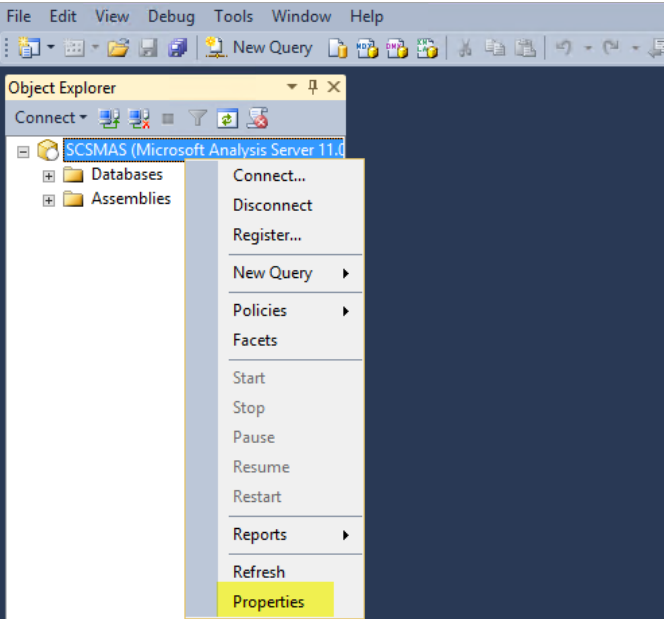 File Edit View Debug Tools Window Help
New Query
Object Explorer
Connect
SCSMAS (Microsoft Analysis Server 11.0
Databases
Assemblies
Connect...
Disconnect
Register...
New Query
Policies
Facets
Start
Stop
Pause
Resume
Restart
Reports
Refresh
Properties